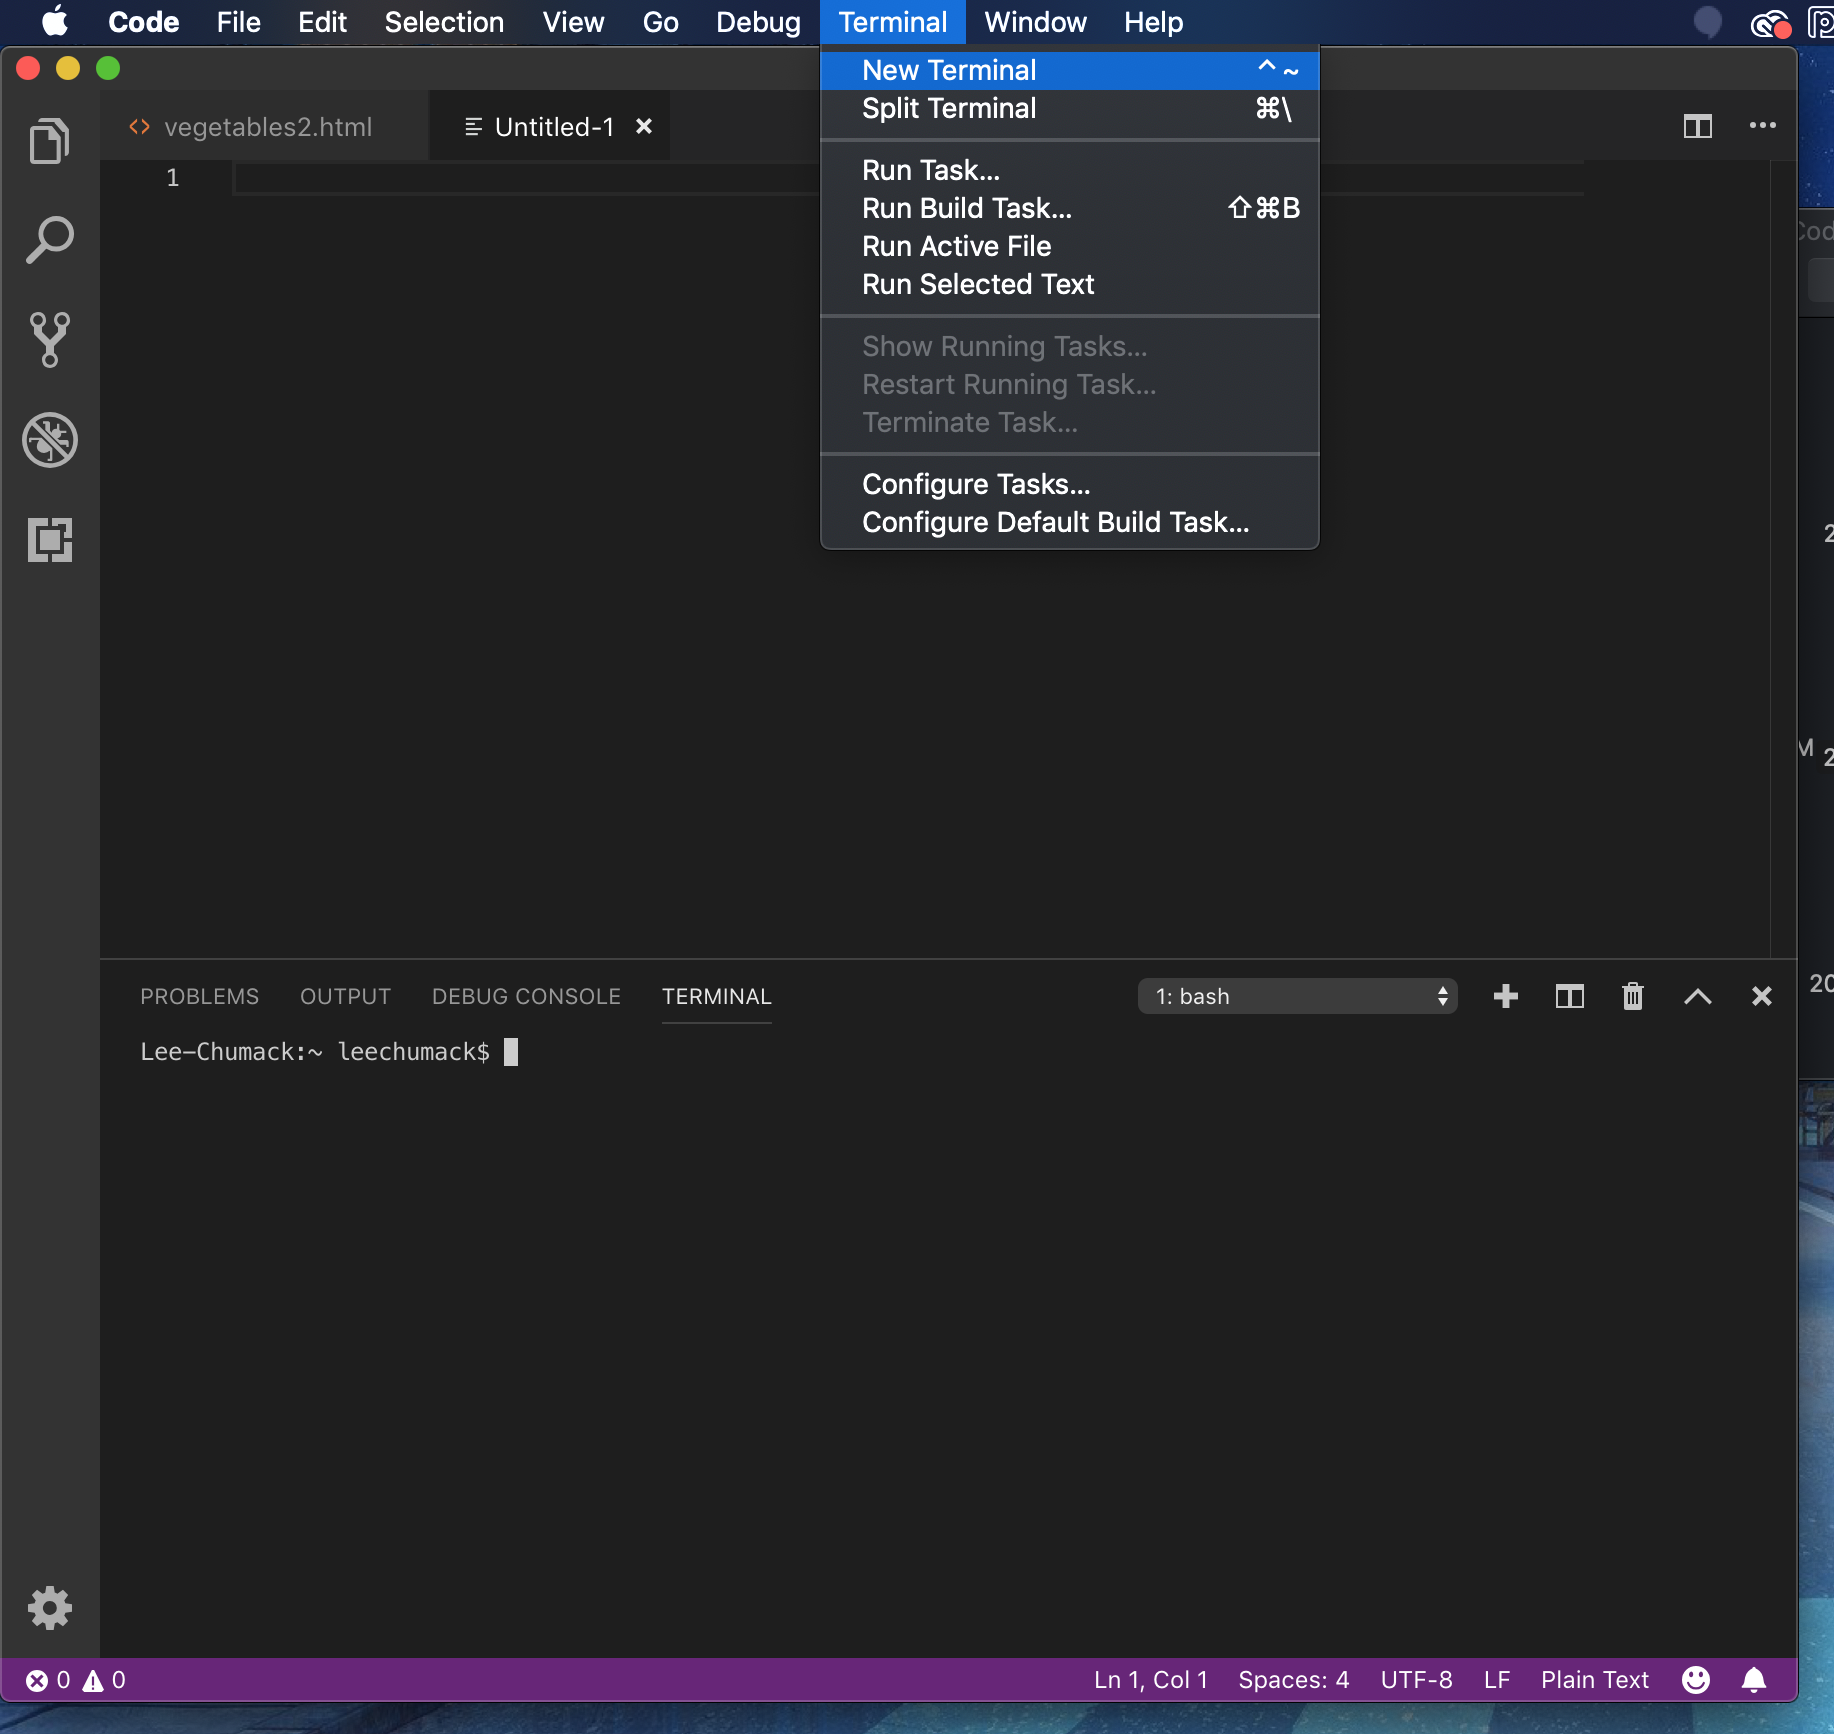 Code File Edit Selection View Go Debug Terminal Window Help
New Terminal ^ ~
Split Terminal ⌘\
Run Task...
Run Build Task... ⇧⌘B
Run Active File
Run Selected Text
Show Running Tasks...
Restart Running Task...
Terminate Task...
Configure Tasks...
Configure Default Build Task...
<> vegetables2.html
Untitled-1 ×
1
PROBLEMS OUTPUT DEBUG CONSOLE TERMINAL
1: bash
Lee-Chumack:~ leechumack$
0 0
Ln 1, Col 1 Spaces: 4 UTF-8 LF Plain Text